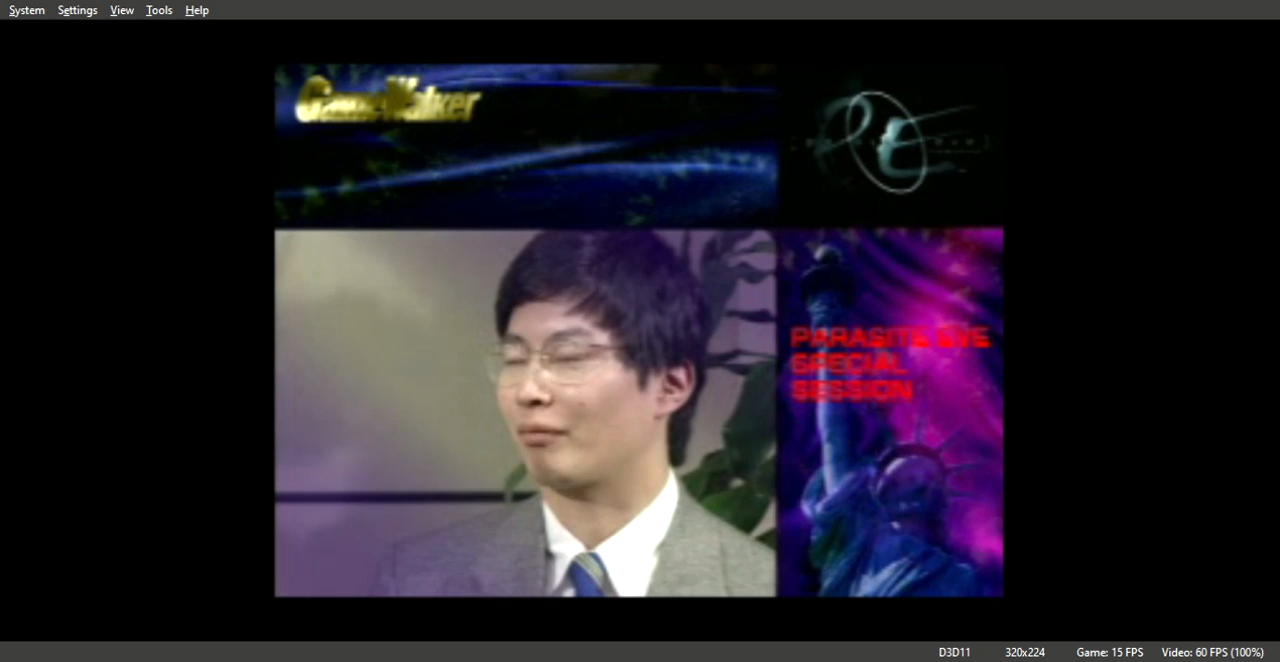 System Settings View Tools Help
GameWalker
PE
PARASITE EVE
SPECIAL
SESSION
D3D11 320x224 Game: 15 FPS Video: 60 FPS (100%)